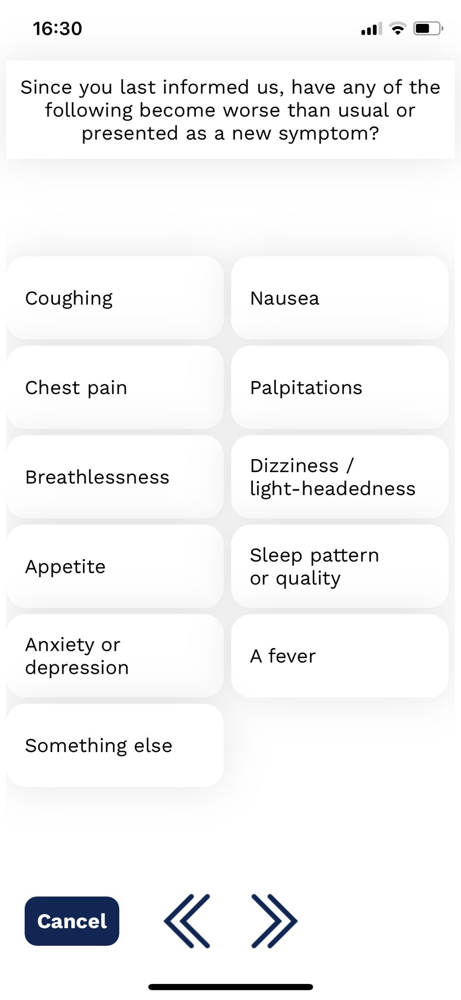 16:30
Since you last informed us, have any of the
following become worse than usual or
presented as a new symptom?
Coughing
Nausea
Chest pain
Palpitations
Breathlessness
Dizziness /
light-headedness
Appetite
Sleep pattern
or quality
Anxiety or
depression
A fever
Something else
Cancel